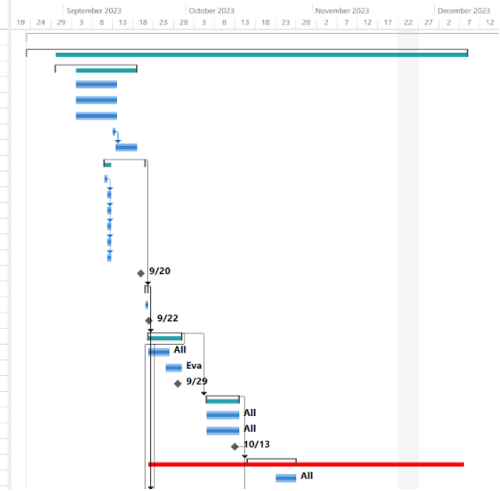 September 2023 October 2023 November 2023 December 2023
19 24 29 3 8 13 18 23 28 3 8 13 18 23 28 2 7 12 17 22 27 2 7 12
9/20
9/22
All
Eva
9/29
All
All
10/13
All